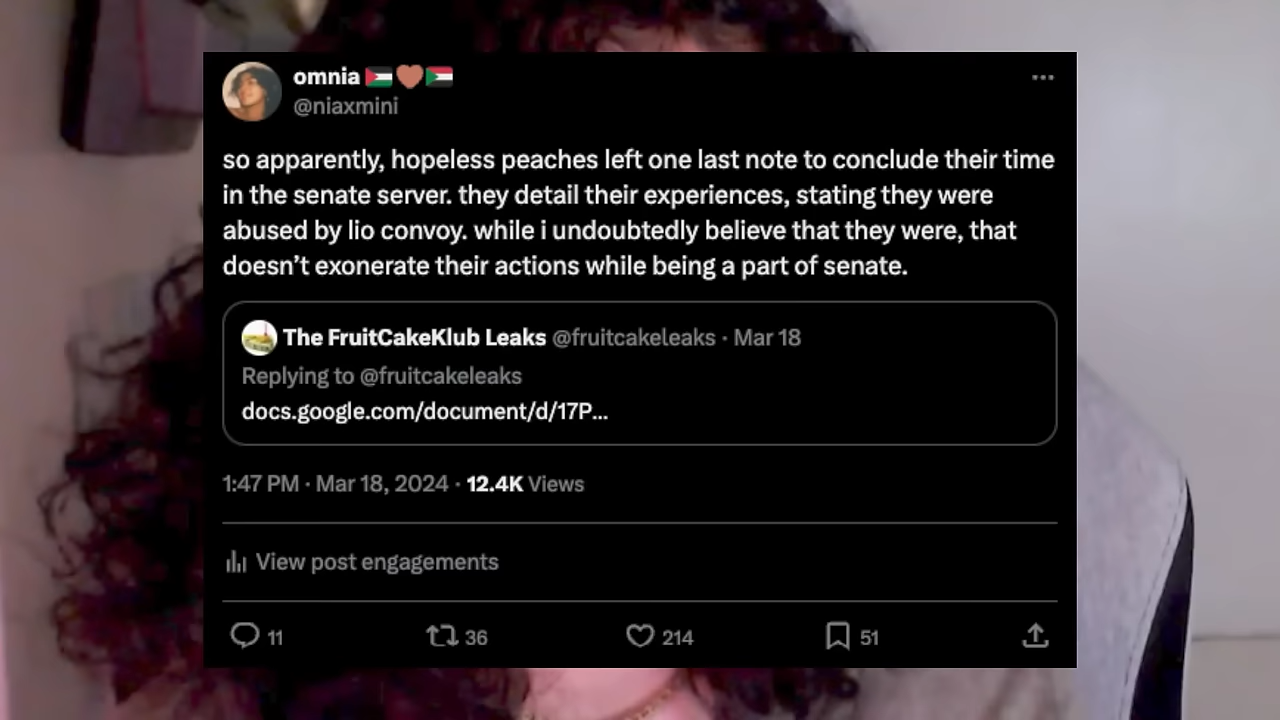 omnia 🇵🇸🤎🇸🇩
@niaxmini
so apparently, hopeless peaches left one last note to conclude their time
in the senate server. they detail their experiences, stating they were
abused by lio convoy. while i undoubtedly believe that they were, that
doesn’t exonerate their actions while being a part of senate.
The FruitCakeKlub Leaks @fruitcakeleaks · Mar 18
Replying to @fruitcakeleaks
docs.google.com/document/d/17P...
1:47 PM · Mar 18, 2024 · 12.4K Views
View post engagements
11 36 214 51